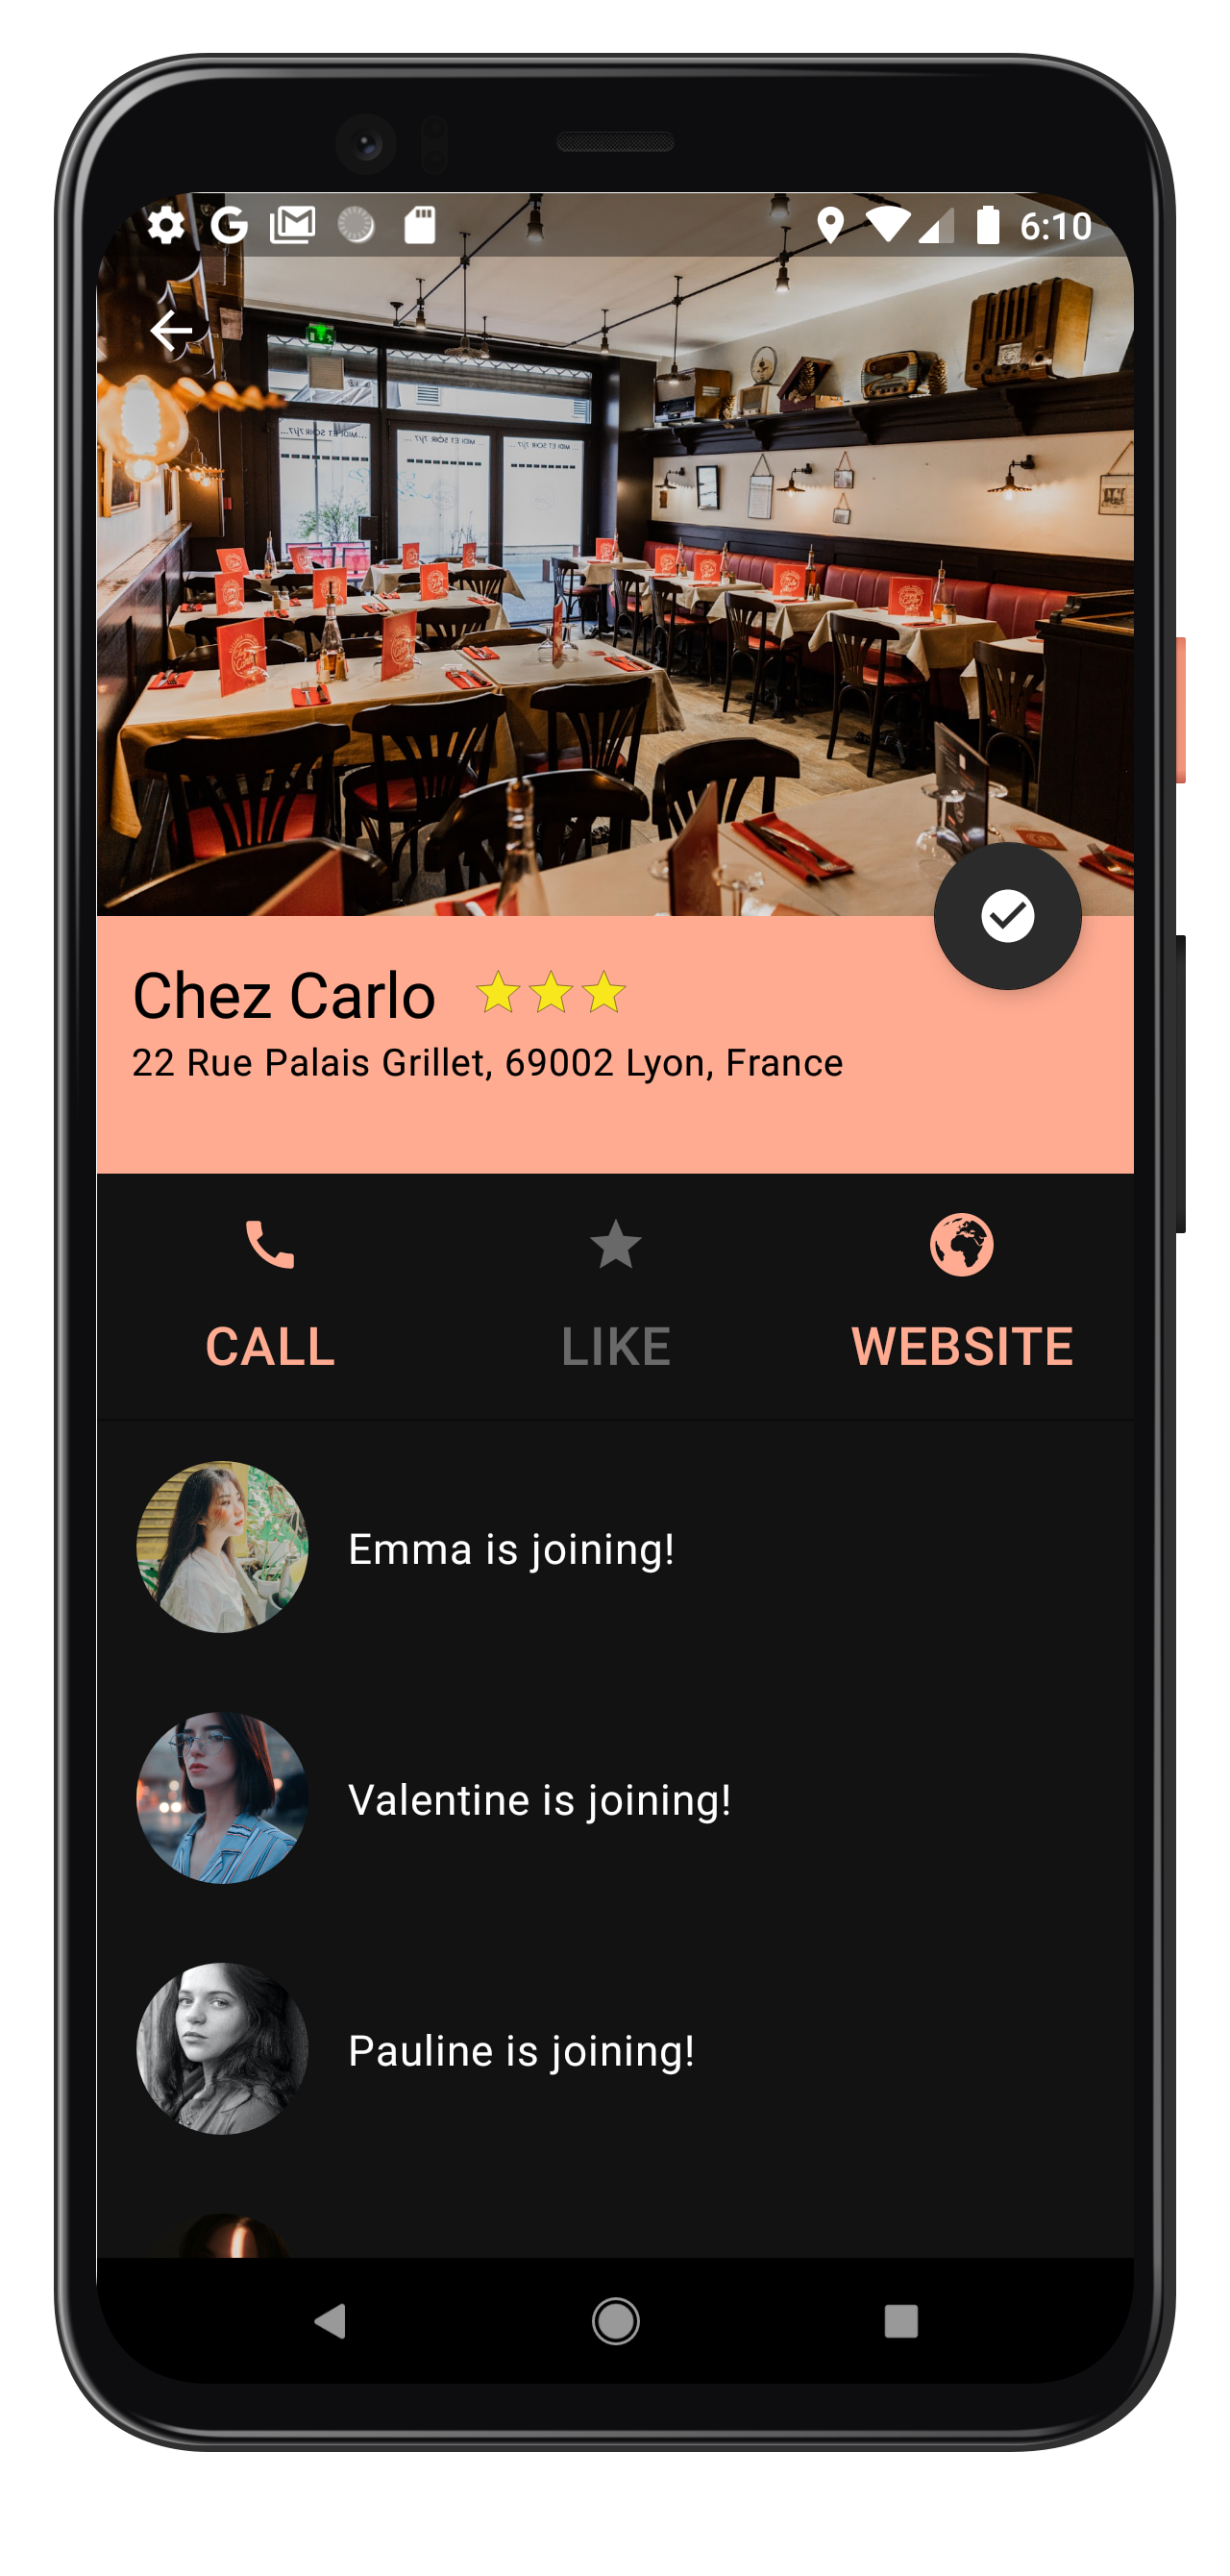 6:10
Chez Carlo
22 Rue Palais Grillet, 69002 Lyon, France
CALL
LIKE
WEBSITE
Emma is joining!
Valentine is joining!
Pauline is joining!